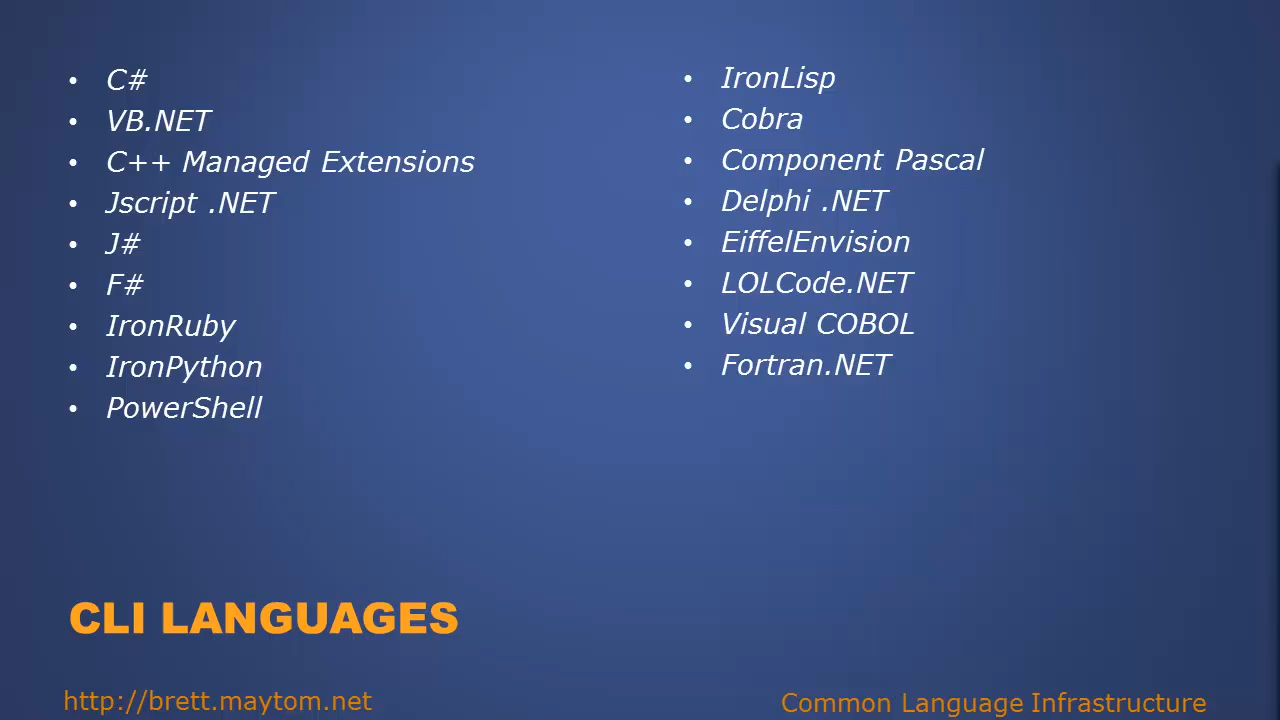 • C#
• VB.NET
• C++ Managed Extensions
• Jscript .NET
• J#
• F#
• IronRuby
• IronPython
• PowerShell
• IronLisp
• Cobra
• Component Pascal
• Delphi .NET
• EiffelEnvision
• LOLCode.NET
• Visual COBOL
• Fortran.NET
CLI LANGUAGES
http://brett.maytom.net
Common Language Infrastructure